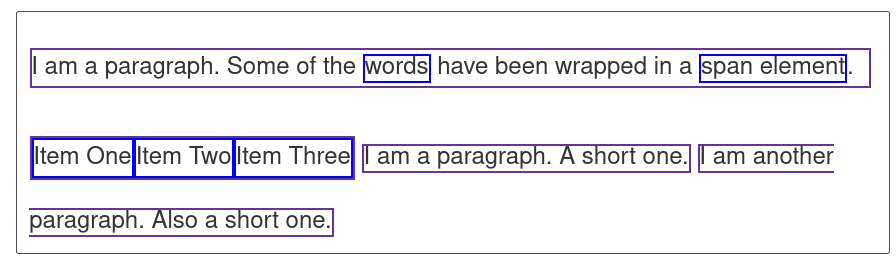 I am a paragraph. Some of the words have been wrapped in a span element.
Item One Item Two Item Three I am a paragraph. A short one. I am another
paragraph. Also a short one.